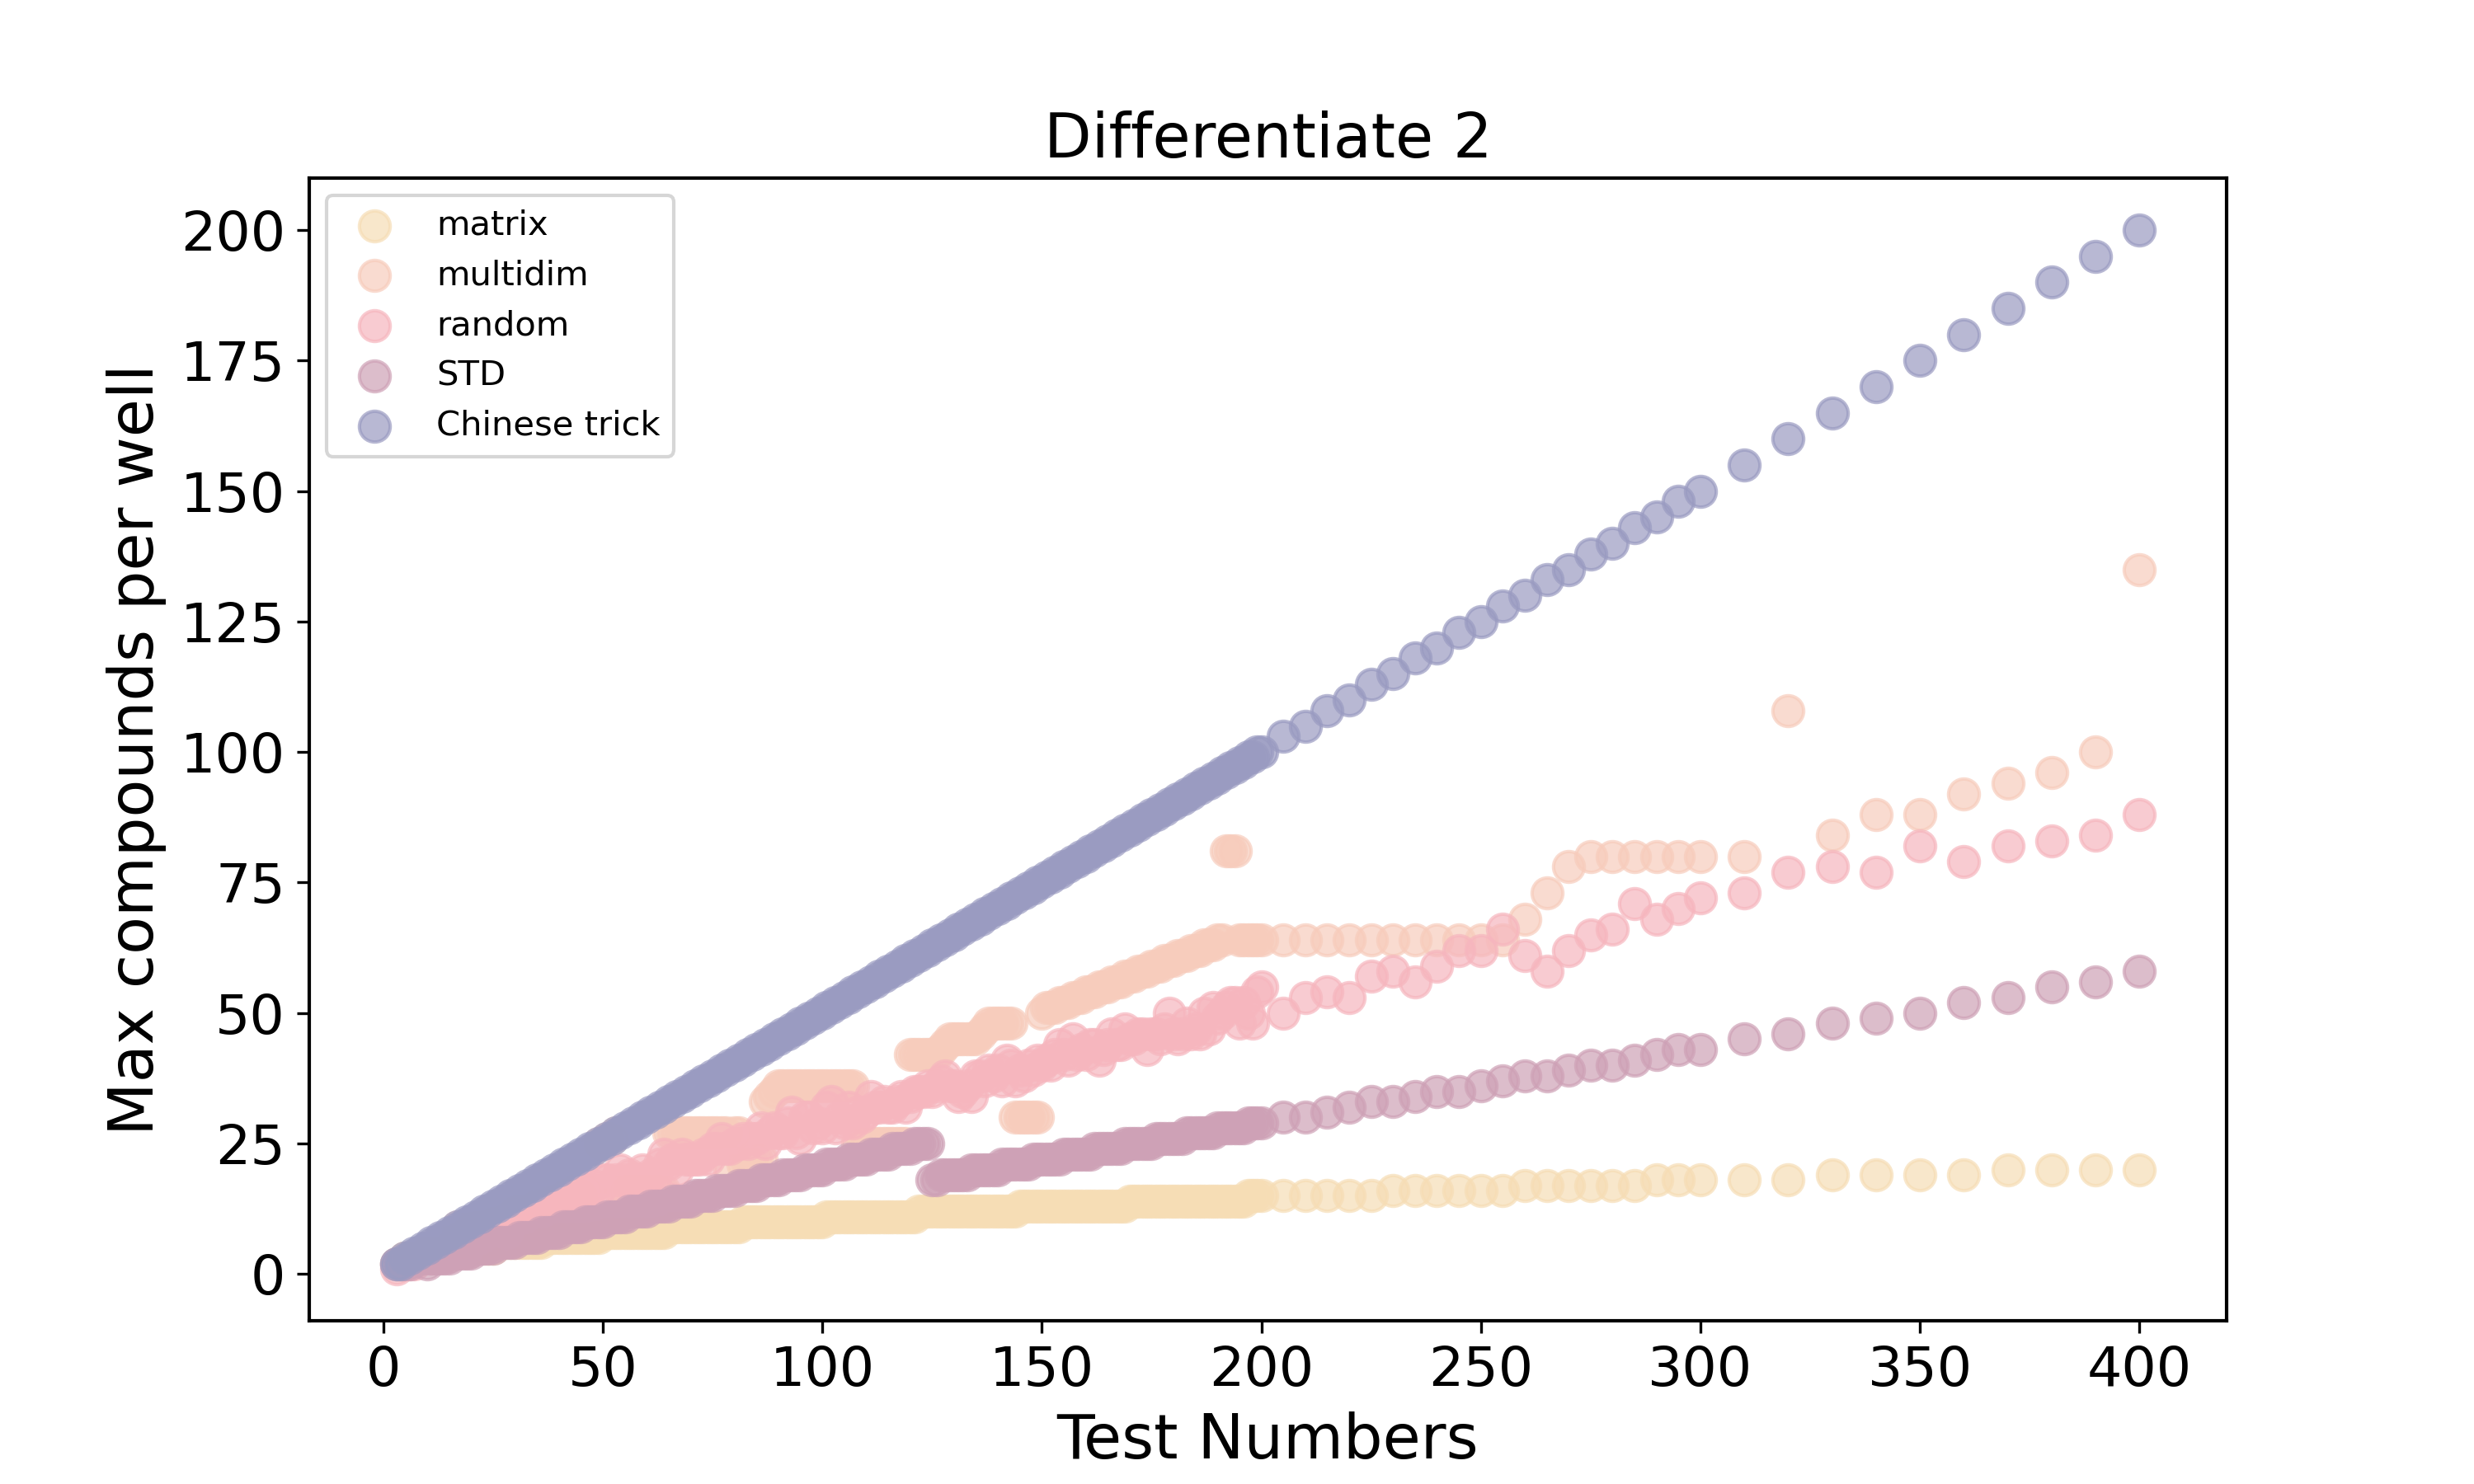 Differentiate 2
Max compounds per well
200
175
150
125
100
75
50
25
0
matrix
multidim
random
STD
Chinese trick
0 50 100 150 200 250 300 350 400
Test Numbers